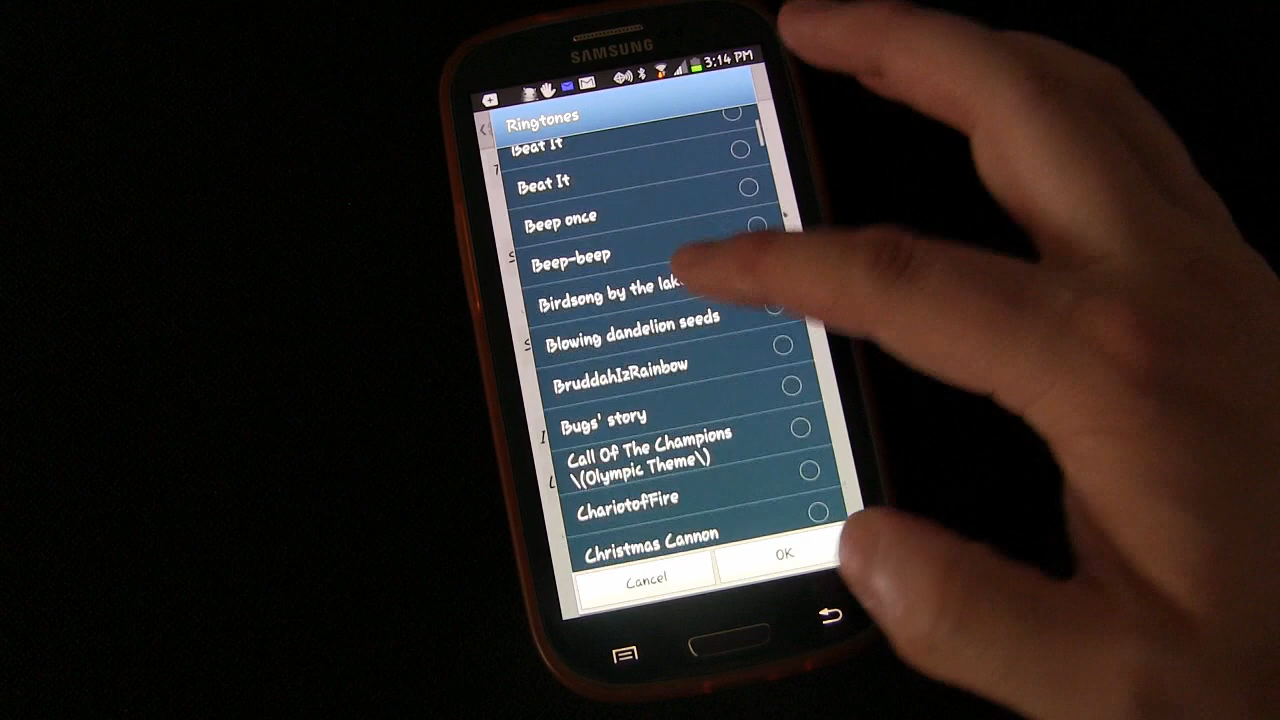 SAMSUNG
3:14 PM
Ringtones
Beat It
Beat It
Beep once
Beep-beep
Birdsong by the
Blowing dandelion seeds
BruddahIzRainbow
Bugs' story
Call Of The Champions
\(Olympic Theme\)
ChariotofFire
Christmas Cannon
Cancel
OK